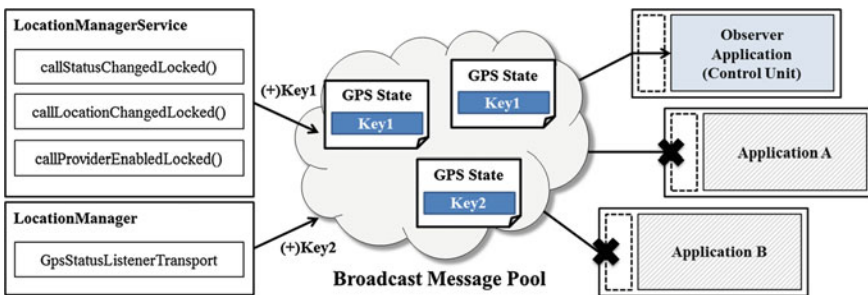 LocationManagerService
callStatusChangedLocked()
callLocationChangedLocked()
callProviderEnabledLocked()
LocationManager
GpsStatusListenerTransport
(+)Key1
(+)Key2
GPS State
Key1
GPS State
Key1
GPS State
Key2
Broadcast Message Pool
Observer
Application
(Control Unit)
Application A
Application B